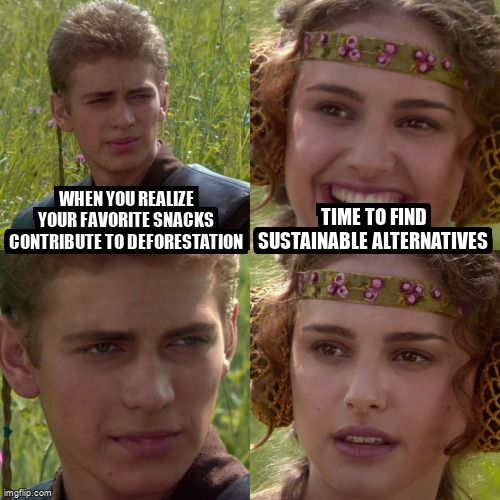 WHEN YOU REALIZE
YOUR FAVORITE SNACKS
CONTRIBUTE TO DEFORESTATION
TIME TO FIND
SUSTAINABLE ALTERNATIVES
imgflip.com